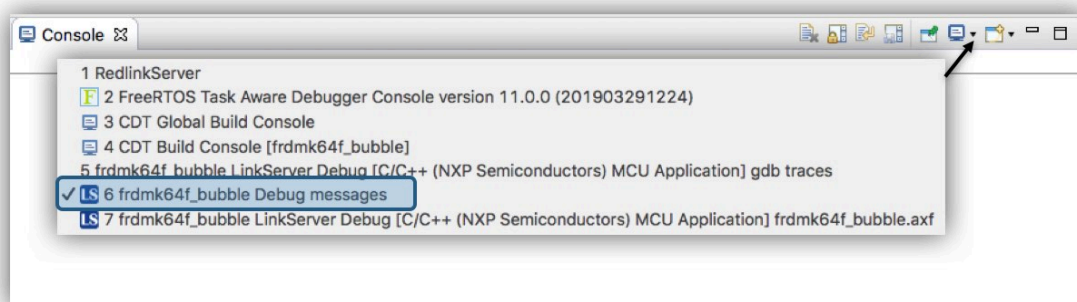 Console
1 RedlinkServer
F 2 FreeRTOS Task Aware Debugger Console version 11.0.0 (201903291224)
3 CDT Global Build Console
4 CDT Build Console [frdmk64f_bubble]
5 frdmk64f_bubble LinkServer Debug [C/C++ (NXP Semiconductors) MCU Application] gdb traces
✓ LS 6 frdmk64f_bubble Debug messages
LS 7 frdmk64f_bubble LinkServer Debug [C/C++ (NXP Semiconductors) MCU Application] frdmk64f_bubble.axf